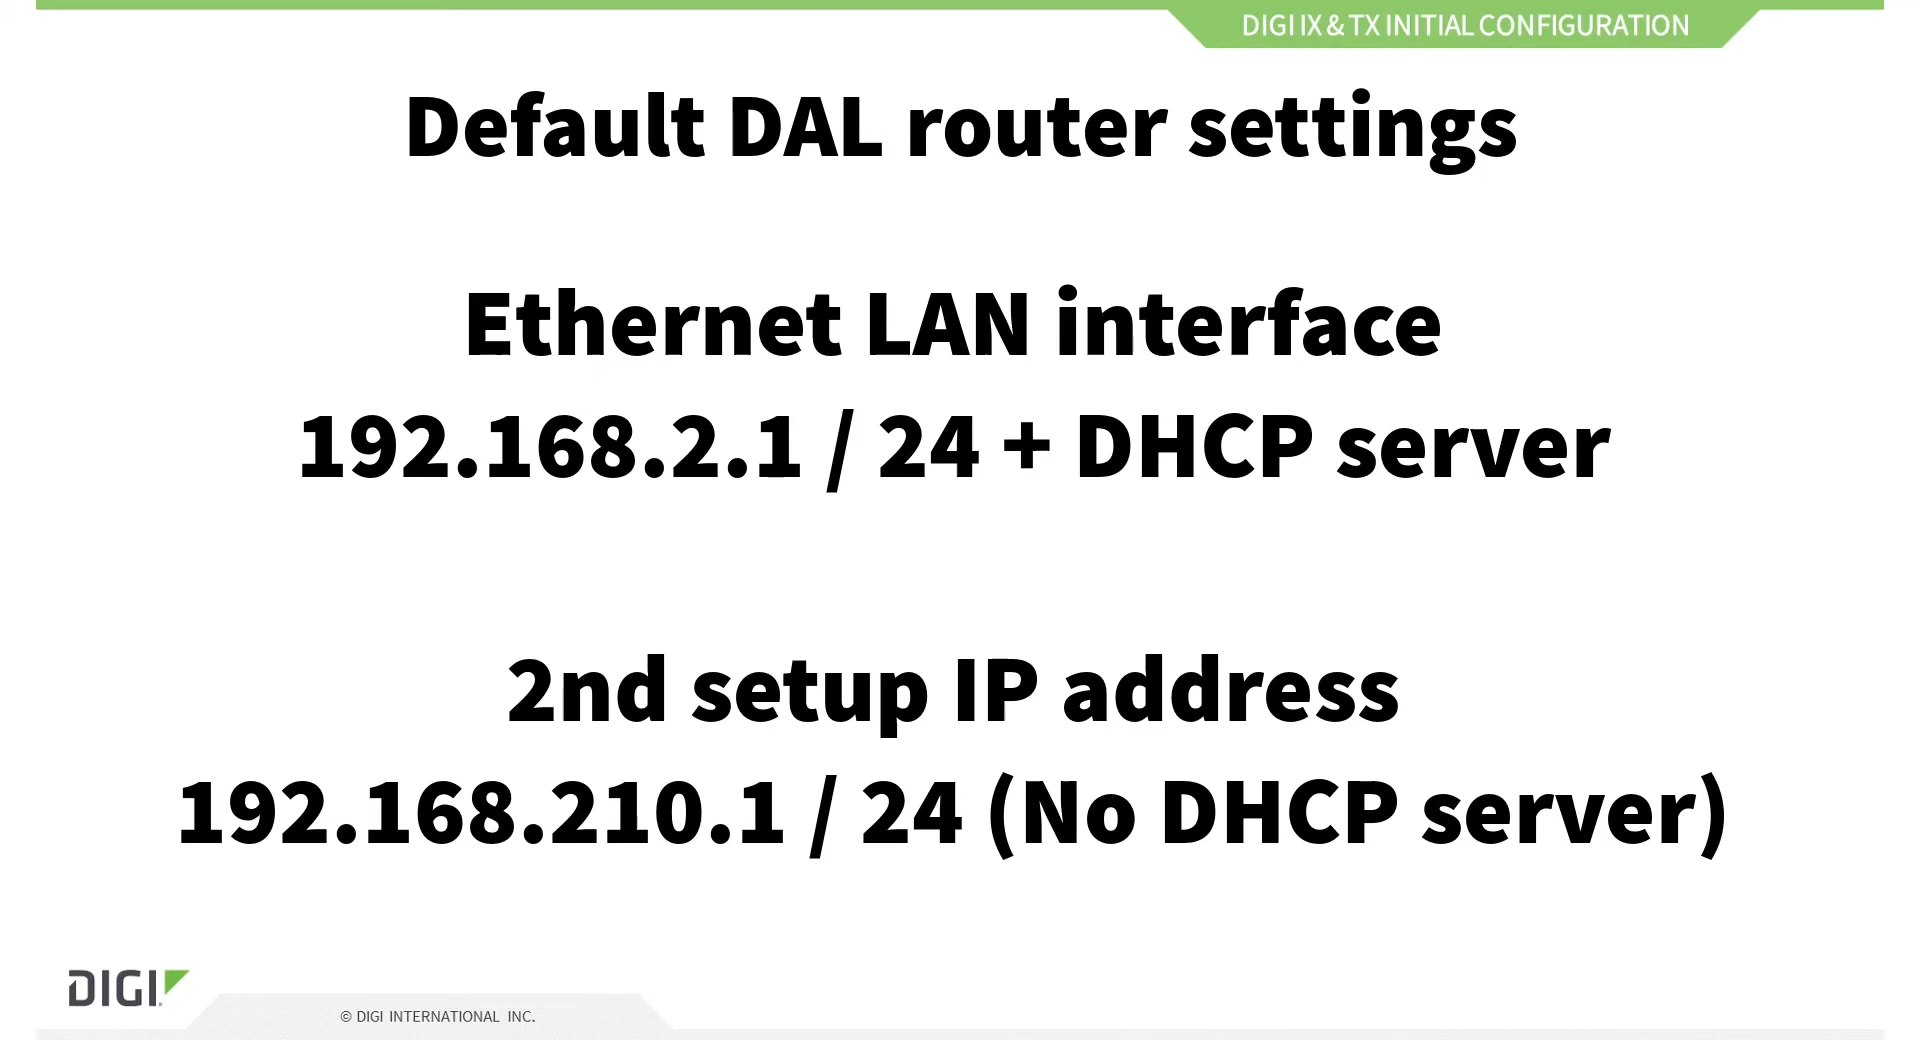 DIGI IX & TX INITIAL CONFIGURATION
Default DAL router settings
Ethernet LAN interface
192.168.2.1 / 24 + DHCP server
2nd setup IP address
192.168.210.1 / 24 (No DHCP server)
DIGI
© DIGI INTERNATIONAL INC.